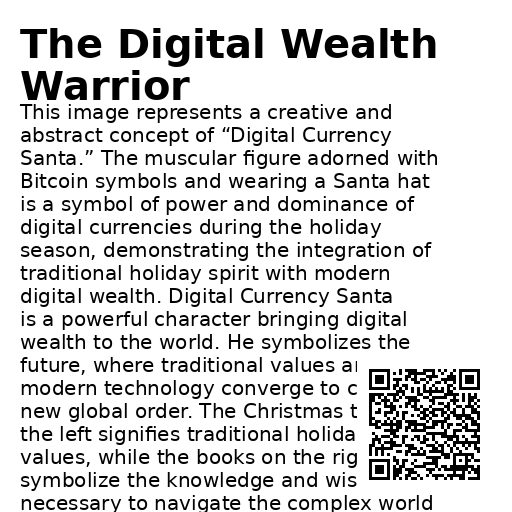 The Digital Wealth
Warrior
This image represents a creative and
abstract concept of “Digital Currency
Santa.” The muscular figure adorned with
Bitcoin symbols and wearing a Santa hat
is a symbol of power and dominance of
digital currencies during the holiday
season, demonstrating the integration of
traditional holiday spirit with modern
digital wealth. Digital Currency Santa
is a powerful character bringing digital
wealth to the world. He symbolizes the
future, where traditional values
modern technology converge to
new global order. The Christmas
the left signifies traditional
values, while the books on the
symbolize the knowledge and
necessary to navigate the complex world